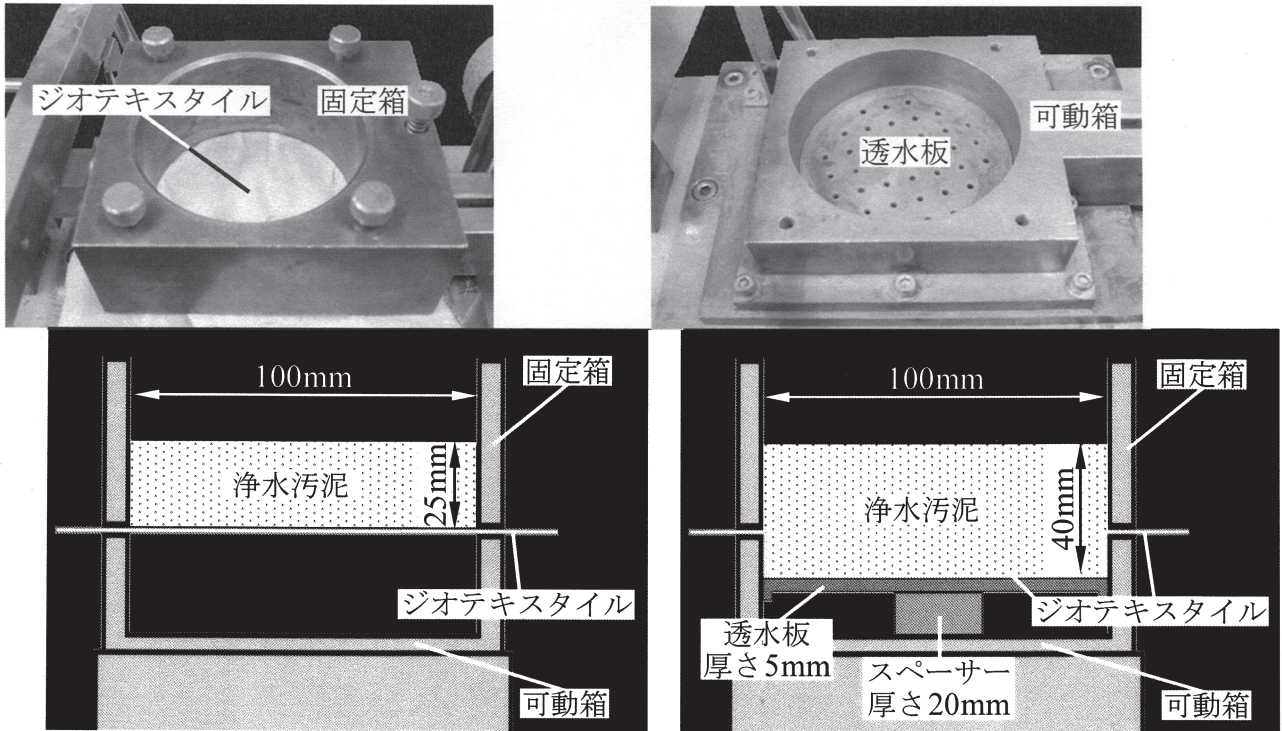 ジオテキスタイル
固定箱
可動箱
透水板
100mm
固定箱
浄水汚泥
25mm
ジオテキスタイル
可動箱
100mm
固定箱
浄水汚泥
40mm
ジオテキスタイル
透水板
厚さ5mm
スペーサー
厚さ20mm
可動箱